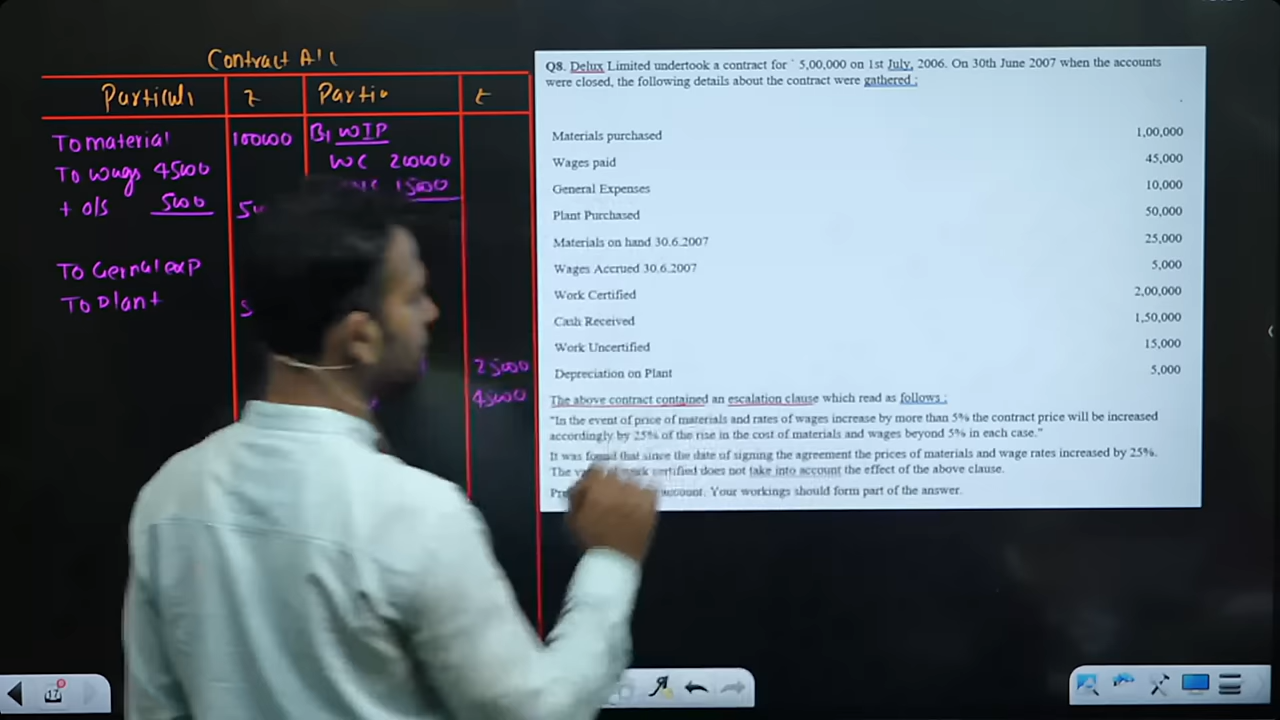 Contract A/c
Particul, ₹ Partic ₹
To material 100000 By WIP
WC 200000
To wags 45000
15000
+ o/s 5000
To Gernal exp
To Plant
25000
45000
Q8. Delux Limited undertook a contract for ` 5,00,000 on 1st July, 2006. On 30th June 2007 when the accounts
were closed, the following details about the contract were gathered :
Materials purchased 1,00,000
Wages paid 45,000
General Expenses 10,000
Plant Purchased 50,000
Materials on hand 30.6.2007 25,000
Wages Accrued 30.6.2007 5,000
Work Certified 2,00,000
Cash Received 1,50,000
Work Uncertified 15,000
Depreciation on Plant 5,000
The above contract contained an escalation clause which read as follows :
"In the event of price of materials and rates of wages increase by more than 5% the contract price will be increased
accordingly by 25% of the rise in the cost of materials and wages beyond 5% in each case."
It was found that since the date of signing the agreement the prices of materials and wage rates increased by 25%.
The certified does not take into account the effect of the above clause.
account. Your workings should form part of the answer.
17